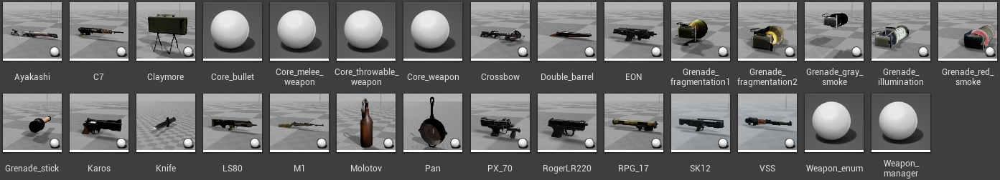 Ayakashi
C7
Claymore
Core_bullet
Core_melee_
weapon
Core_throwable_
weapon
Core_weapon
Crossbow
Double_barrel
EON
Grenade_
fragmentation1
Grenade_
fragmentation2
Grenade_gray_
smoke
Grenade_
illumination
Grenade_red_
smoke
Grenade_stick
Karos
Knife
LS80
M1
Molotov
Pan
PX_70
RogerLR220
RPG_17
SK12
VSS
Weapon_enum
Weapon_
manager